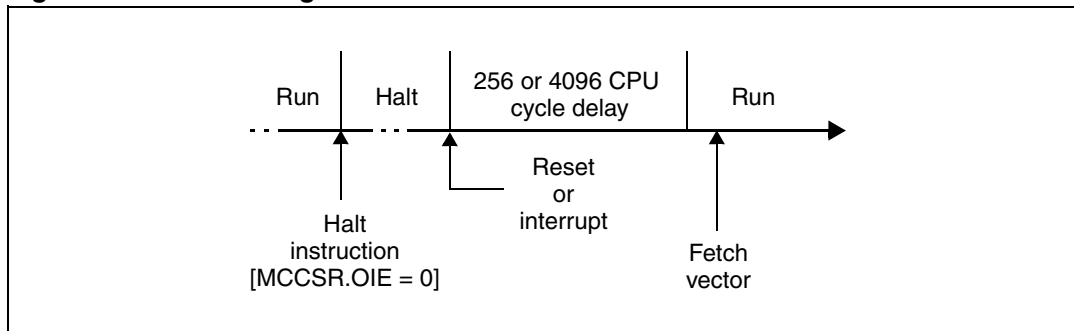 Run
Halt
256 or 4096 CPU
cycle delay
Run
Halt
instruction
[MCCSR.OIE = 0]
Reset
or
interrupt
Fetch
vector